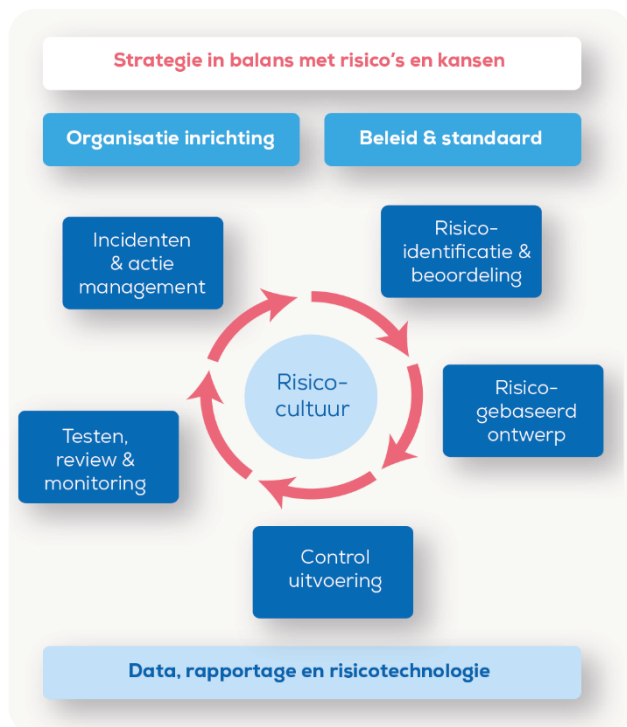 Strategie in balans met risico's en kansen
Organisatie inrichting
Beleid & standaard
Incidenten
& actie
management
Risico-
identificatie &
beoordeling
Risico-
cultuur
Risico-
gebaseerd
ontwerp
Testen,
review &
monitoring
Control
uitvoering
Data, rapportage en risicotechnologie